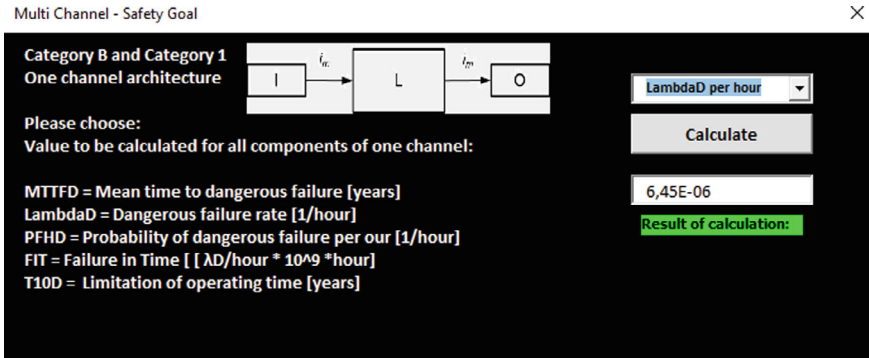 Multi Channel - Safety Goal
Category B and Category 1
One channel architecture
I
i
L
i
O
LambdaD per hour
Please choose:
Calculate
Value to be calculated for all components of one channel:
MTTFD = Mean time to dangerous failure [years]
6,45E-06
LambdaD = Dangerous failure rate [1/hour]
Result of calculation:
PFHD = Probability of dangerous failure per our [1/hour]
FIT = Failure in Time [ [ λD/hour * 10^9 *hour]
T10D = Limitation of operating time [years]